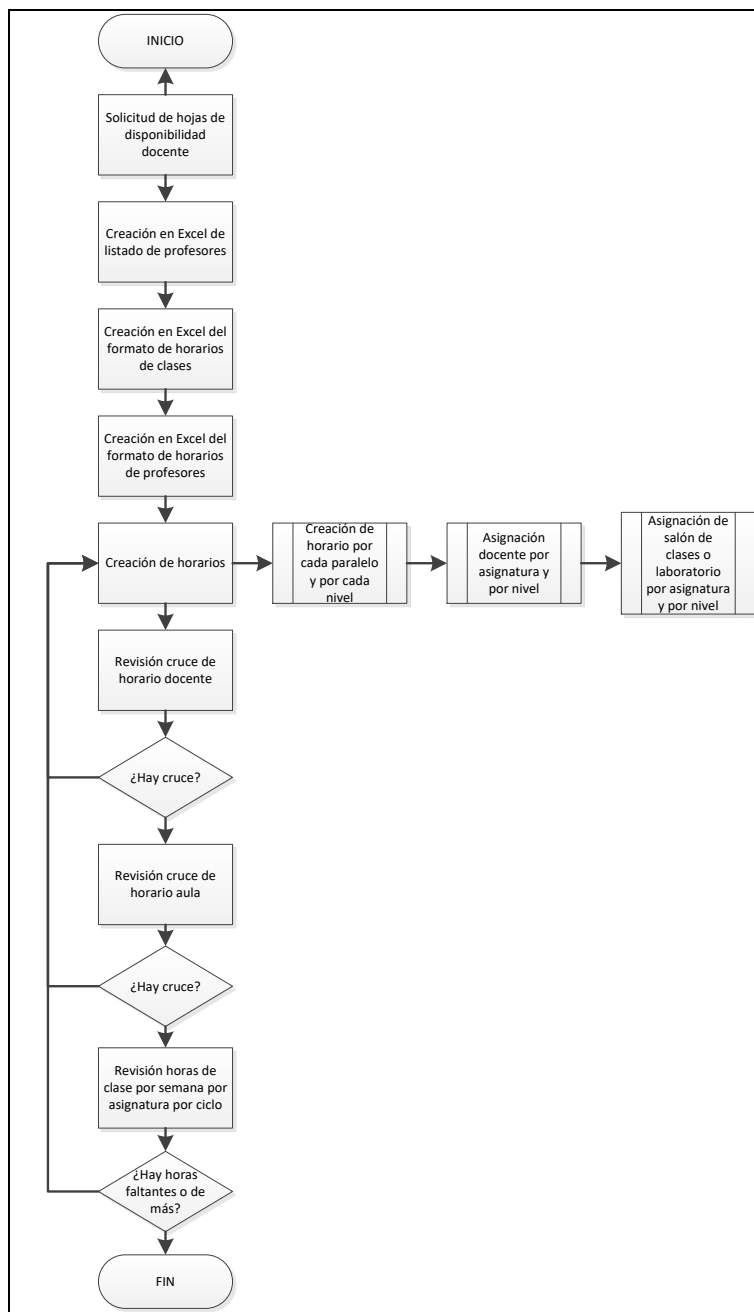 INICIO
Solicitud de hojas de
disponibilidad
docente
Creación en Excel de
listado de profesores
Creación en Excel del
formato de horarios
de clases
Creación en Excel del
formato de horarios
de profesores
Creación de horarios
Creación de
horario por
cada paralelo
y por cada
nivel
Asignación
docente por
asignatura y
por nivel
Asignación de
salón de
clases o
laboratorio
por asignatura
y por nivel
Revisión cruce de
horario docente
¿Hay cruce?
Revisión cruce de
horario aula
¿Hay cruce?
Revisión horas de
clase por semana por
asignatura por ciclo
¿Hay horas
faltantes o de
más?
FIN